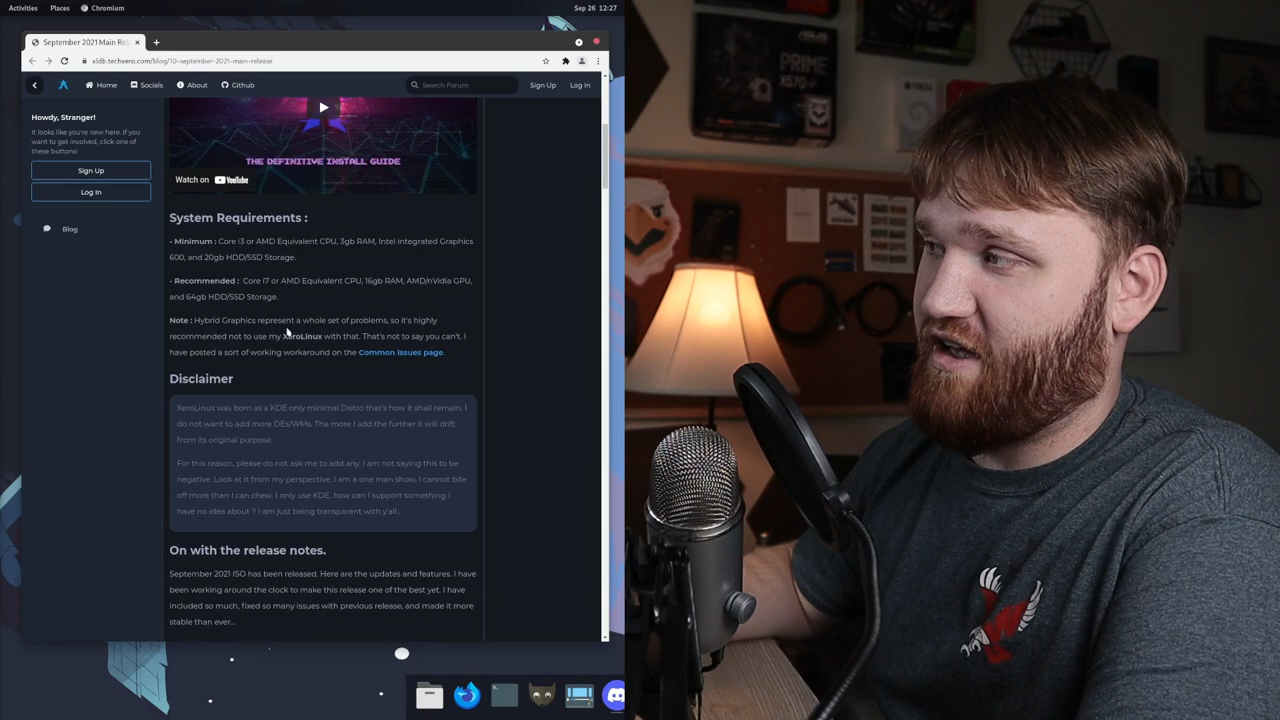 Activities Places Chromium Sep 26 12:27
September 2021 Main Rel
xldb.techxero.com/blog/10-september-2021-main-release
Home Socials About Github Search Forum Sign Up Log In
Howdy, Stranger!
It looks like you're new here. If you
want to get involved, click one of
these buttons!
Sign Up
Log In
Blog
THE DEFINITIVE INSTALL GUIDE
Watch on YouTube
System Requirements :
- Minimum : Core i3 or AMD Equivalent CPU, 3gb RAM, Intel integrated Graphics
600, and 20gb HDD/SSD Storage.
- Recommended : Core i7 or AMD Equivalent CPU, 16gb RAM, AMD/nVidia GPU,
and 64gb HDD/SSD Storage.
Note : Hybrid Graphics represent a whole set of problems, so it's highly
recommended not to use my XeroLinux with that. That's not to say you can't, I
have posted a sort of working workaround on the Common Issues page.
Disclaimer
XeroLinux was born as a KDE only minimal Distro that's how it shall remain. I
do not want to add more DEs/WMs. The more I add the further it will drift
from its original purpose.
For this reason, please do not ask me to add any. I am not saying this to be
negative. Look at it from my perspective, I am a one man show, I cannot bite
off more than I can chew. I only use KDE, how can I support something I
have no idea about ? I am just being transparent with y'all..
On with the release notes.
September 2021 ISO has been released. Here are the updates and features. I have
been working around the clock to make this release one of the best yet. I have
included so much, fixed so many issues with previous release, and made it more
stable than ever...
PRIME
X570-P